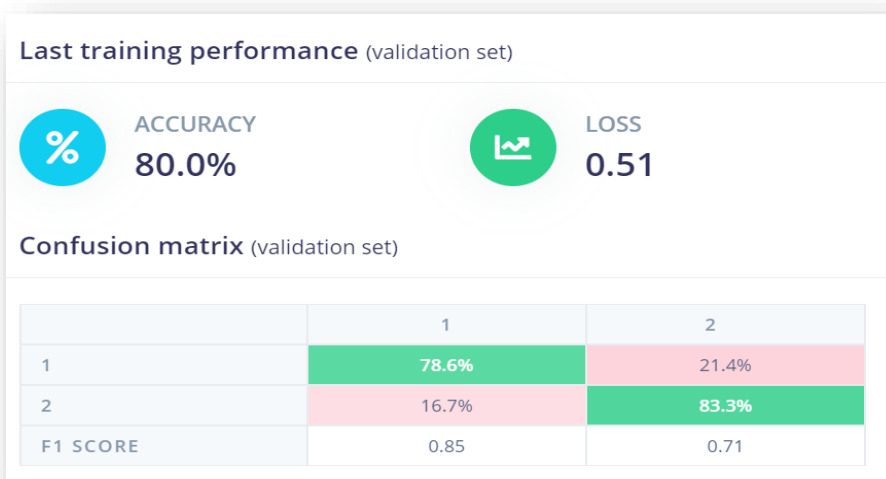 Last training performance (validation set)
% ACCURACY LOSS
80.0% 0.51
Confusion matrix (validation set)
1 2
1 78.6% 21.4%
2 16.7% 83.3%
F1 SCORE 0.85 0.71